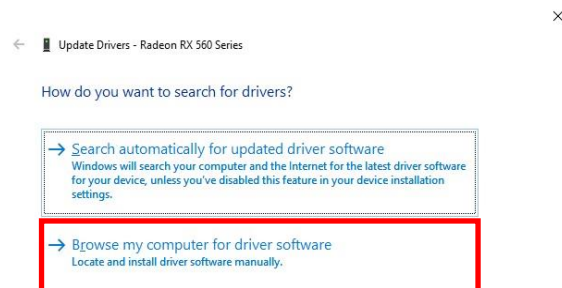 Update Drivers - Radeon RX 560 Series
How do you want to search for drivers?
Search automatically for updated driver software
Windows will search your computer and the Internet for the latest driver software
for your device, unless you've disabled this feature in your device installation
settings.
Browse my computer for driver software
Locate and install driver software manually.